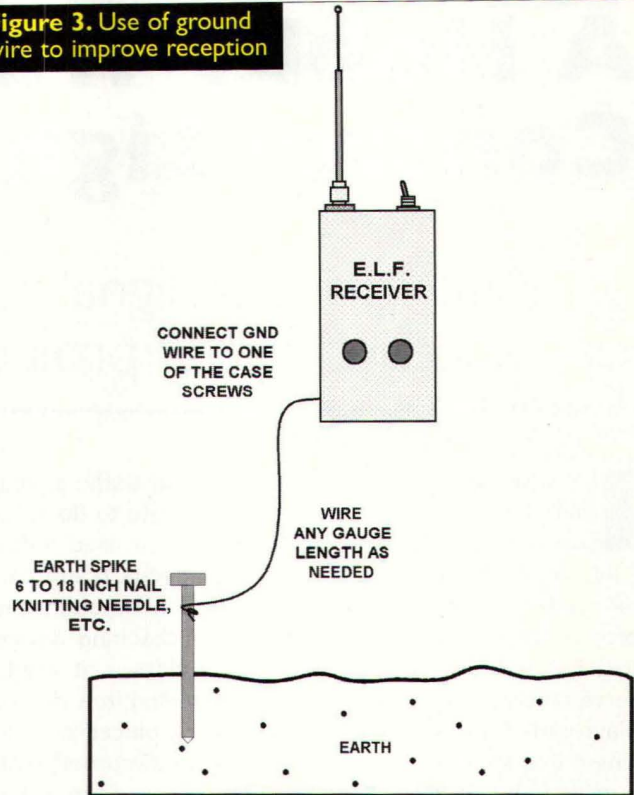 igure 3. Use of ground
ire to improve reception
E.L.F.
RECEIVER
CONNECT GND
WIRE TO ONE
OF THE CASE
SCREWS
WIRE
ANY GAUGE
LENGTH AS
NEEDED
EARTH SPIKE
6 TO 18 INCH NAIL
KNITTING NEEDLE,
ETC.
EARTH